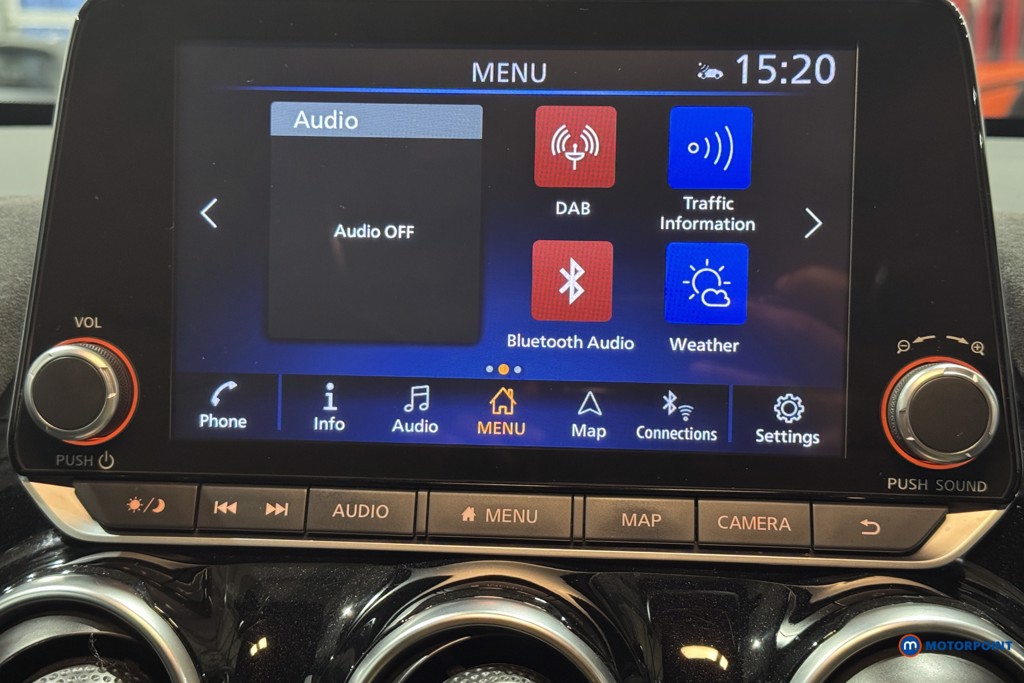 MENU
15:20
Audio
Audio OFF
DAB
Traffic
Information
Bluetooth Audio
Weather
VOL
PUSH
Phone
Info
Audio
MENU
Map
Connections
Settings
PUSH SOUND
AUDIO
MENU
MAP
CAMERA
m MOTORPOINT